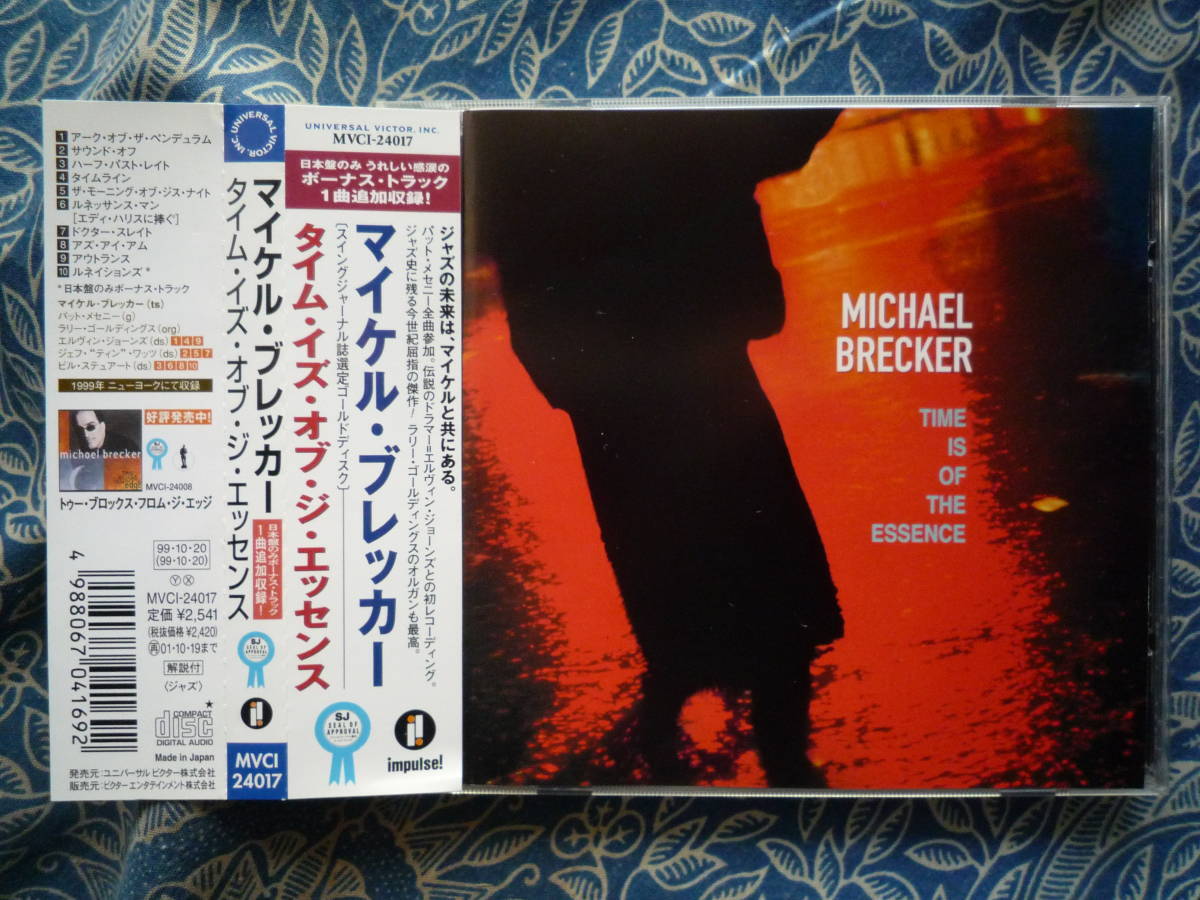 1 アーク・オブ・ザ・ペンデュラム
2 サウンド・オフ
3 ハーフ・パスト・レイト
4 タイムライン
5 ザ・モーニング・オブ・ジス・ナイト
6 ルネッサンス・マン
[エディ・ハリスに捧ぐ]
7 ドクター・スレイト
8 アズ・アイ・アム
9 アウトランス
10 ルネイションズ*
*日本盤のみボーナス・トラック
マイケル・ブレッカー(ts)
パット・メセニー(g)
ラリー・ゴールディングス(org)
エルヴィン・ジョーンズ(ds) 1 4 9
ジェフ・“ティン”・ワッツ(ds) 2 5 7
ビル・ステュアート(ds) 3 6 8 10
1999年 ニューヨークにて収録
好評発売中!
michael brecker
MVCI-24008
トゥー・ブロックス・フロム・ジ・エッジ
4 988067 041692
99・10・20
(99・10・20)
Ⓨ Ⓧ
MVCI-24017
定価 ¥2,541
(税抜価格 ¥2,420)
再 01・10・19まで
解説付
〈ジャズ〉
COMPACT
disc
DIGITAL AUDIO
Made in Japan
発売元:ユニバーサル ビクター株式会社
販売元:ビクターエンタテインメント株式会社
UNIVERSAL VICTOR, INC.
マイケル・ブレッカー
タイム・イズ・オブ・ジ・エッセンス
日本盤のみボーナス・トラック
1曲追加収録!
SJ
SEAL OF
APPROVAL
MVCI
24017
UNIVERSAL VICTOR, INC.
MVCI-24017
日本盤のみ うれしい感涙の
ボーナス・トラック
1曲追加収録!
ジャズの未来は、マイケルと共にある。
パット・メセニー全曲参加。伝説のドラマー=エルヴィン・ジョーンズとの初レコーディング。
ジャズ史に残る今世紀屈指の傑作!ラリー・ゴールディングスのオルガンも最高。
マイケル・ブレッカー
[スイングジャーナル誌選定ゴールドディスク]
タイム・イズ・オブ・ジ・エッセンス
SJ
SEAL OF
APPROVAL
impulse!
MICHAEL
BRECKER
TIME
IS
OF
THE
ESSENCE